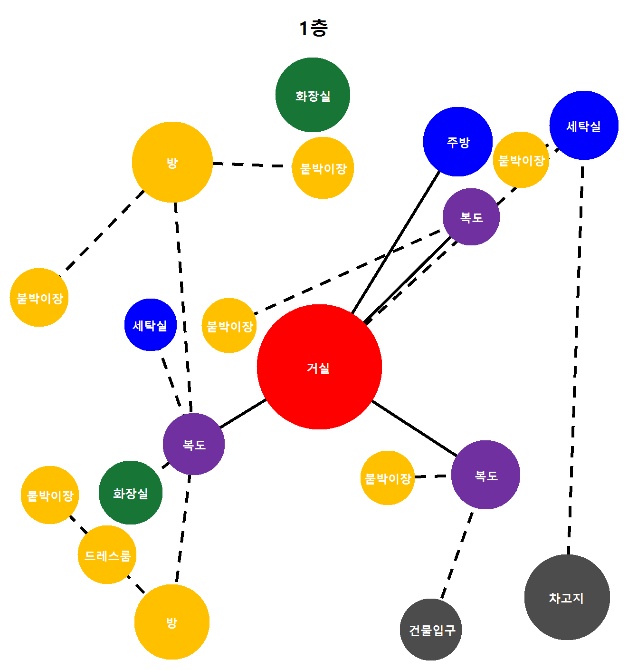 1층
화장실
주방
세탁실
방
붙박이장
붙박이장
복도
붙박이장
세탁실
붙박이장
거실
복도
붙박이장
복도
붙박이장
화장실
드레스룸
방
건물입구
차고지